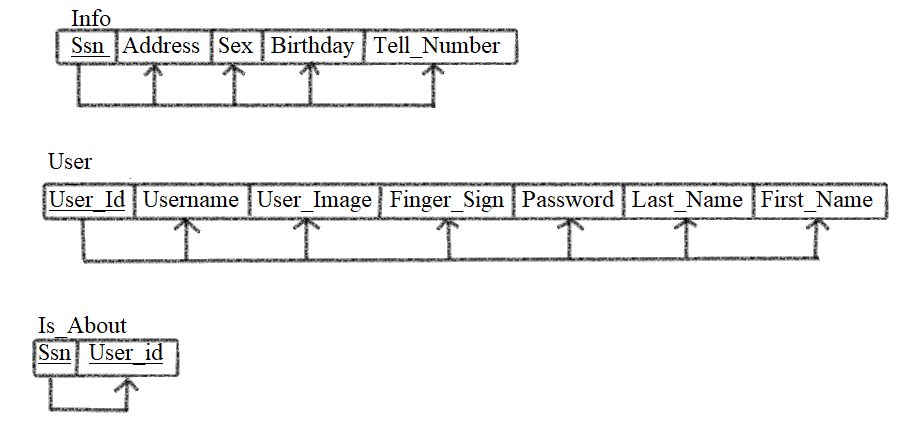 Info
Ssn Address Sex Birthday Tell_Number
User
User_Id Username User_Image Finger_Sign Password Last_Name First_Name
Is_About
Ssn User_id